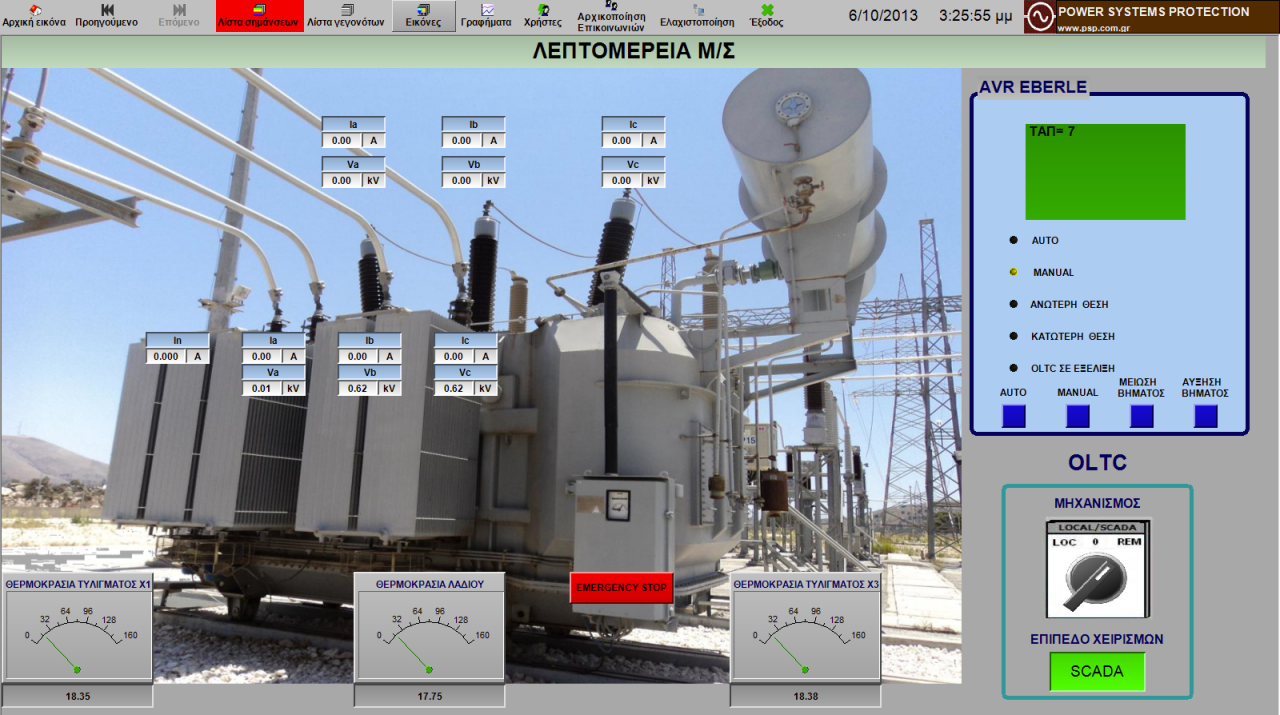 Αρχική εικόνα
Προηγούμενο
Επόμενο
Λίστα σημάνσεων
Λίστα γεγονότων
Εικόνες
Γραφήματα
Χρήστες
Αρχικοποίηση
Επικοινωνιών
Ελαχιστοποίηση
Έξοδος
6/10/2013 3:25:55 μμ
POWER SYSTEMS PROTECTION
www.psp.com.gr
ΛΕΠΤΟΜΕΡΕΙΑ Μ/Σ
Ia
0.00 A
Va
0.00 kV
Ib
0.00 A
Vb
0.00 kV
Ic
0.00 A
Vc
0.00 kV
In
0.000 A
Ia
0.00 A
Va
0.01 kV
Ib
0.00 A
Vb
0.62 kV
Ic
0.00 A
Vc
0.62 kV
P15
EMERGENCY STOP
ΘΕΡΜΟΚΡΑΣΙΑ ΤΥΛΙΓΜΑΤΟΣ Χ1
0 32 64 96 128 160
18.35
ΘΕΡΜΟΚΡΑΣΙΑ ΛΑΔΙΟΥ
0 32 64 96 128 160
17.75
ΘΕΡΜΟΚΡΑΣΙΑ ΤΥΛΙΓΜΑΤΟΣ Χ3
0 32 64 96 128 160
18.38
AVR EBERLE
ΤΑΠ= 7
AUTO
MANUAL
ΑΝΩΤΕΡΗ ΘΕΣΗ
ΚΑΤΩΤΕΡΗ ΘΕΣΗ
OLTC ΣΕ ΕΞΕΛΙΞΗ
AUTO
MANUAL
ΜΕΙΩΣΗ
ΒΗΜΑΤΟΣ
ΑΥΞΗΣΗ
ΒΗΜΑΤΟΣ
OLTC
ΜΗΧΑΝΙΣΜΟΣ
LOCAL/SCADA
LOC 0 REM
ΕΠΙΠΕΔΟ ΧΕΙΡΙΣΜΩΝ
SCADA